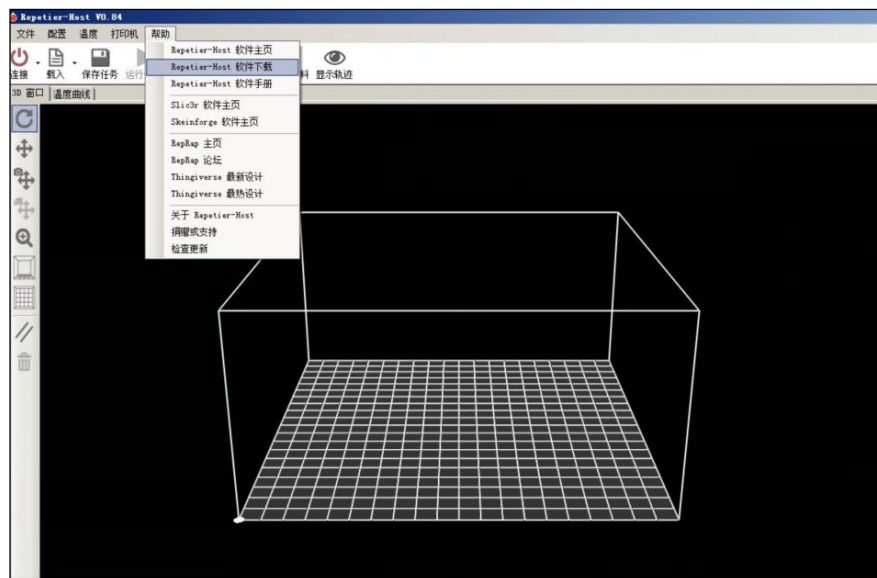 Repetier-Host V0.84
文件 配置 温度 打印机 帮助
连接 载入 保存任务 运行 料 显示轨迹
3D 窗口 温度曲线
Repetier-Host 软件主页
Repetier-Host 软件下载
Repetier-Host 软件手册
Slic3r 软件主页
Skeinforge 软件主页
RepRap 主页
RepRap 论坛
Thingiverse 最新设计
Thingiverse 最热设计
关于 Repetier-Host
捐赠或支持
检查更新